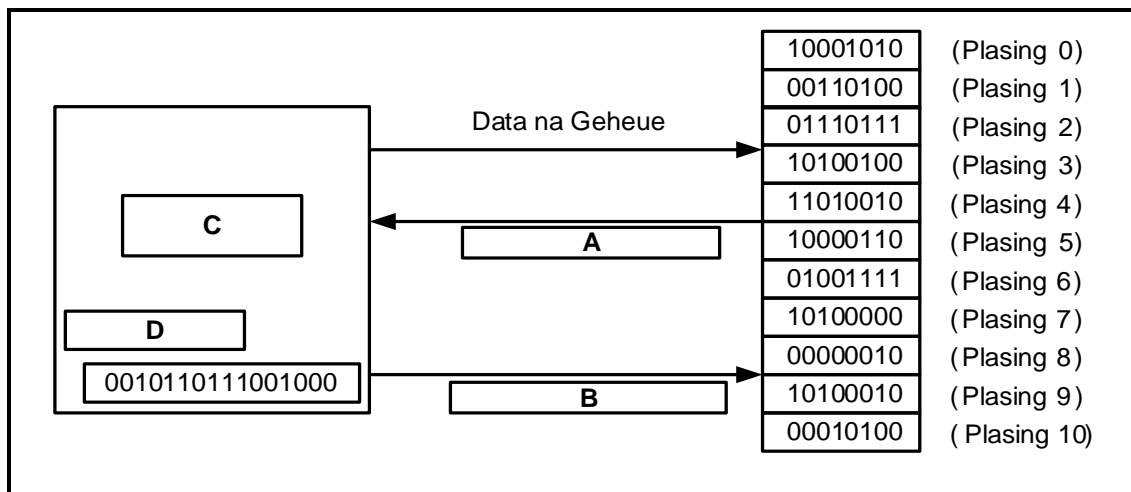 10001010 (Plasing 0)
00110100 (Plasing 1)
Data na Geheue
01110111 (Plasing 2)
10100100 (Plasing 3)
11010010 (Plasing 4)
C
A
10000110 (Plasing 5)
01001111 (Plasing 6)
10100000 (Plasing 7)
D
00000010 (Plasing 8)
0010110111001000
B
10100010 (Plasing 9)
00010100 ( Plasing 10)